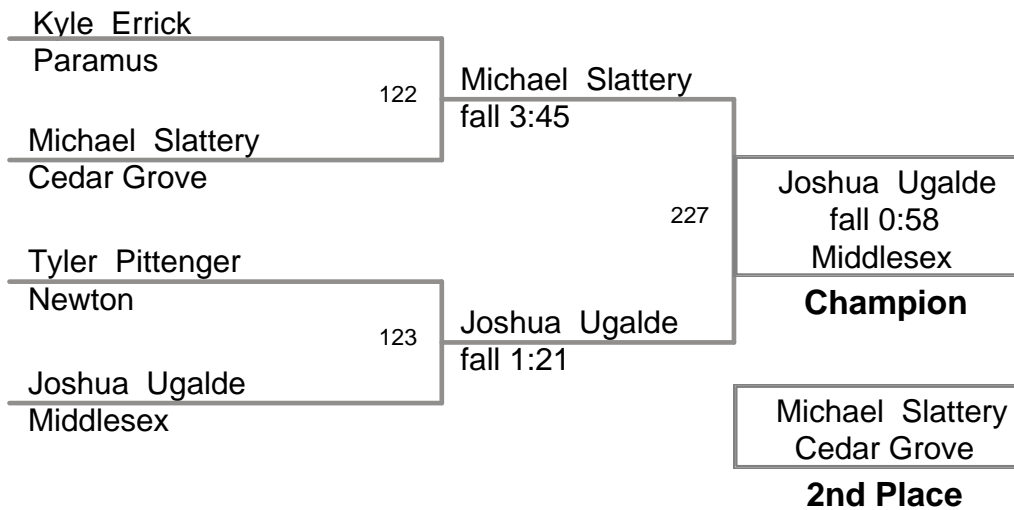 Kyle Errick
Paramus
122
Michael Slattery
fall 3:45
Michael Slattery
Cedar Grove
Joshua Ugalde
fall 0:58
Middlesex
Champion
227
Tyler Pittenger
Newton
123
Joshua Ugalde
fall 1:21
Joshua Ugalde
Middlesex
Michael Slattery
Cedar Grove
2nd Place